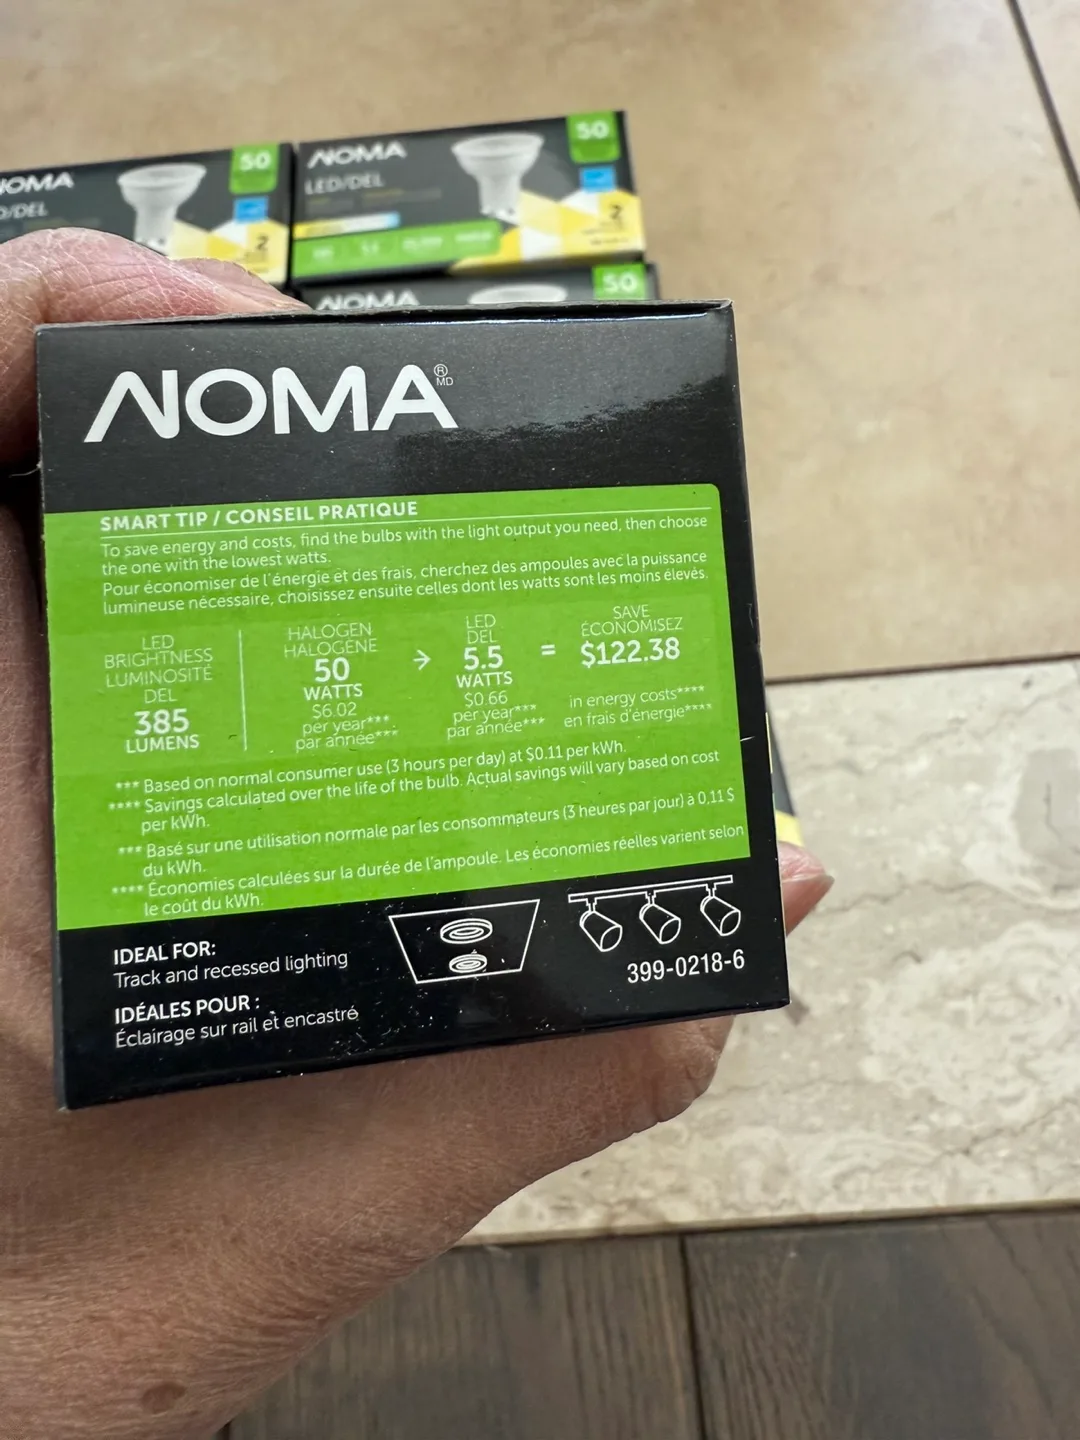 NOMA
LED/DEL
50
2
NOMA
LED/DEL
50
2
NOMA
50
NOMA ®
MD
SMART TIP / CONSEIL PRATIQUE
To save energy and costs, find the bulbs with the light output you need, then choose
the one with the lowest watts.
Pour économiser de l'énergie et des frais, cherchez des ampoules avec la puissance
lumineuse nécessaire, choisissez ensuite celles dont les watts sont les moins élevés.
LED
BRIGHTNESS
LUMINOSITÉ
DEL
385
LUMENS
HALOGEN
HALOGÈNE
50
WATTS
$6.02
per year***
par année***
→
LED
DEL
5.5
WATTS
$0.66
per year***
par année***
=
SAVE
ÉCONOMISEZ
$122.38
in energy costs****
en frais d'énergie****
*** Based on normal consumer use (3 hours per day) at $0.11 per kWh.
**** Savings calculated over the life of the bulb. Actual savings will vary based on cost
per kWh.
*** Basé sur une utilisation normale par les consommateurs (3 heures par jour) à 0,11 $
du kWh.
**** Économies calculées sur la durée de l'ampoule. Les économies réelles varient selon
le coût du kWh.
IDEAL FOR:
Track and recessed lighting
IDÉALES POUR :
Éclairage sur rail et encastré
399-0218-6